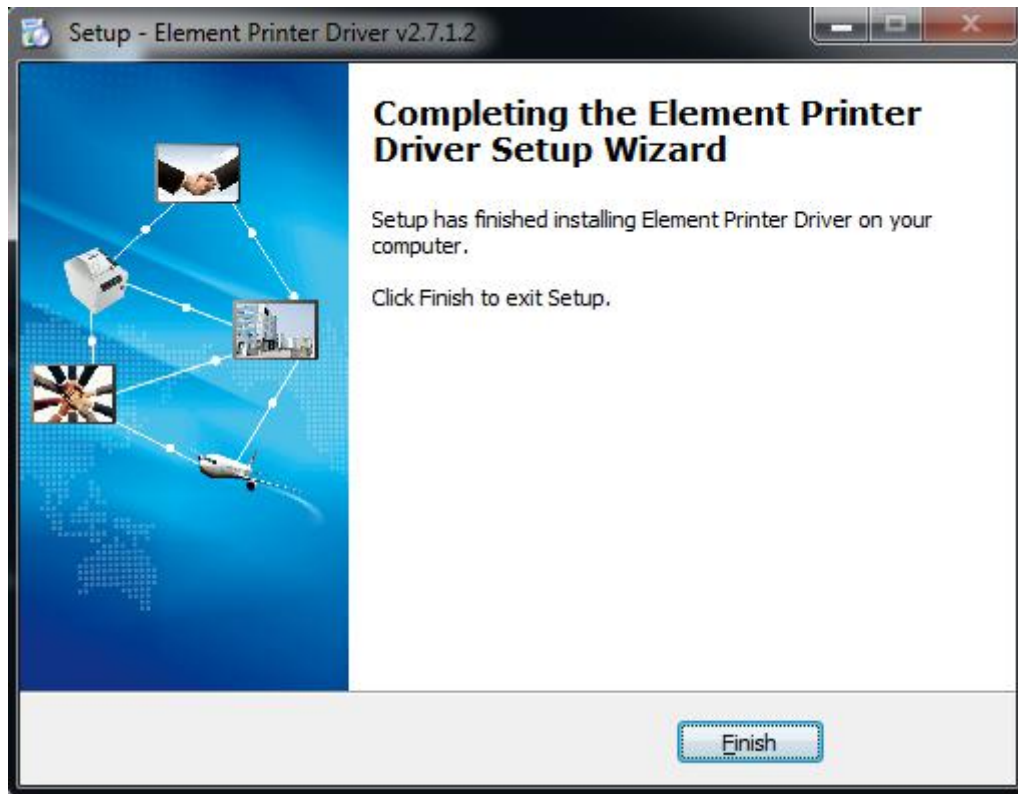 Setup - Element Printer Driver v2.7.1.2
Completing the Element Printer
Driver Setup Wizard
Setup has finished installing Element Printer Driver on your
computer.
Click Finish to exit Setup.
Finish